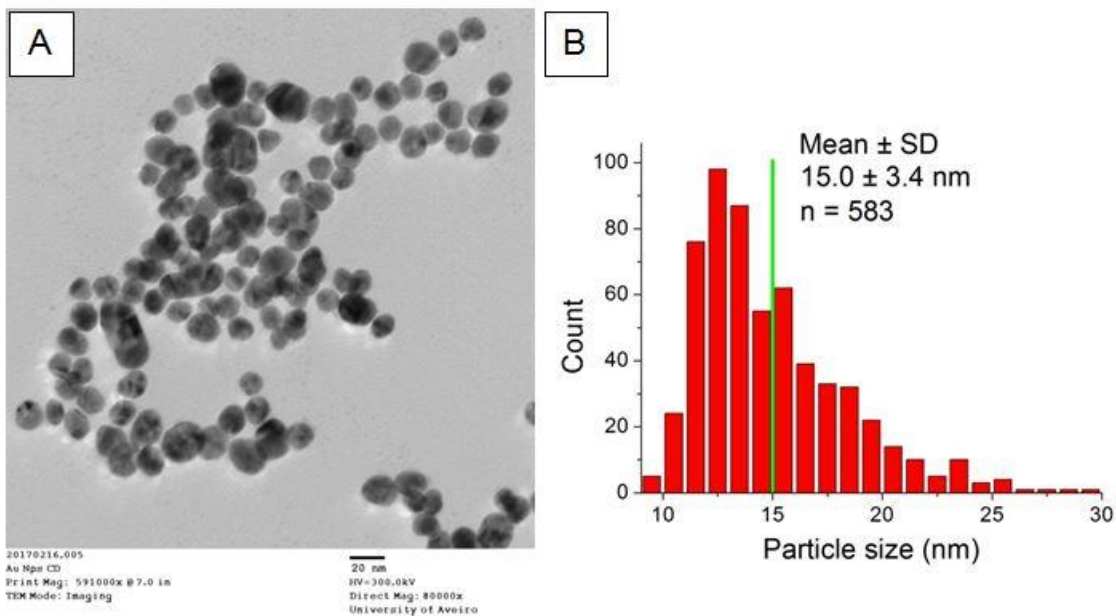 A
20170216.005
Au Nps CD
Print Mag: 591000x @7.0 in
TEM Mode: Imaging
20 nm
HV=300.0kV
Direct Mag: 80000x
University of Aveiro
B
Mean ± SD
15.0 ± 3.4 nm
n = 583
Count
100
80
60
40
20
0
10
15
20
25
30
Particle size (nm)